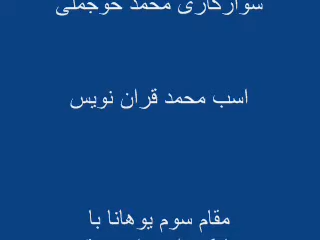 سوارکاری محمد خوجملی
اسب محمد قران نویس
مقام سوم یوهانا با